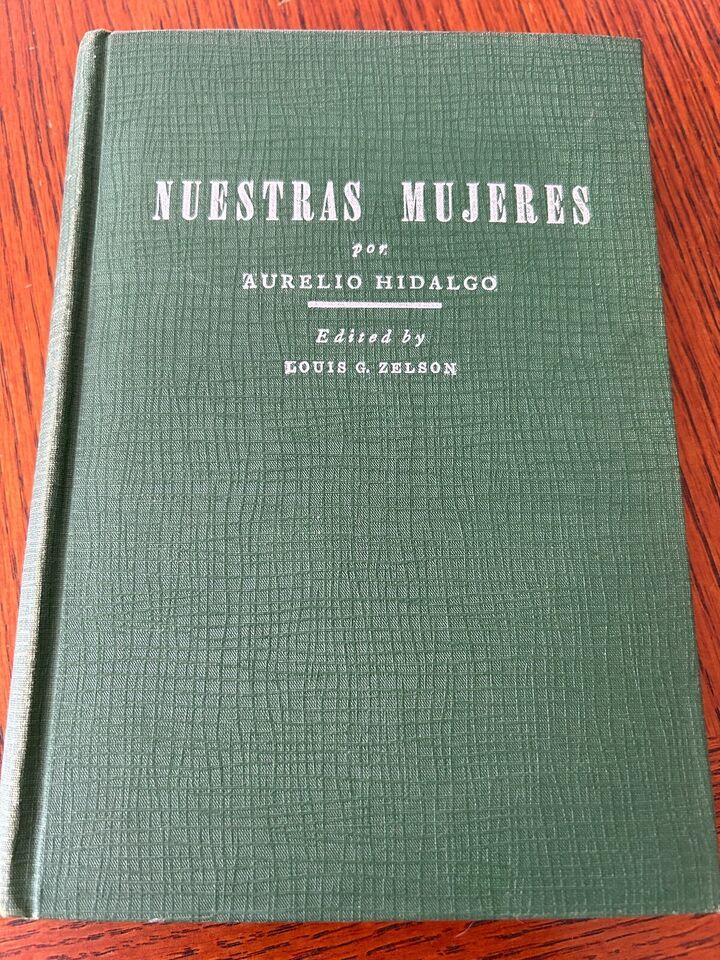 NUESTRAS MUJERES
por
AURELIO HIDALGO
Edited by
LOUIS G. ZELSON